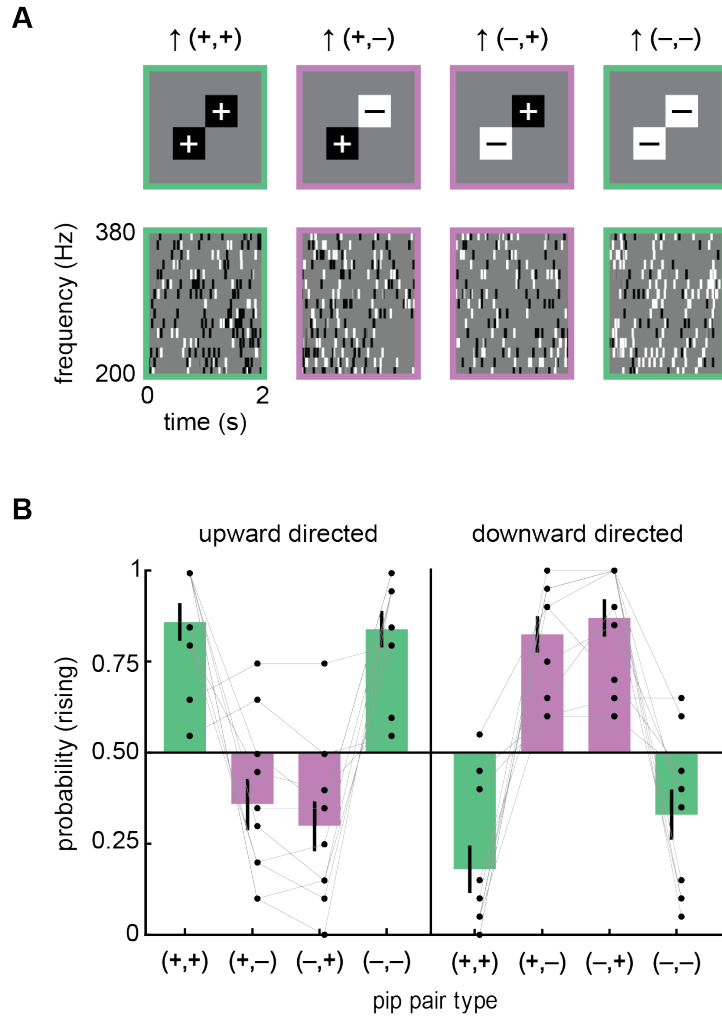 A
↑ (+,+) ↑ (+,–) ↑ (–,+) ↑ (–,–)
+ + + – – + – –
frequency (Hz)
380
200
0 2
time (s)
B
upward directed downward directed
probability (rising)
1
0.75
0.50
0.25
0
(+,+) (+,–) (–,+) (–,–) (+,+) (+,–) (–,+) (–,–)
pip pair type